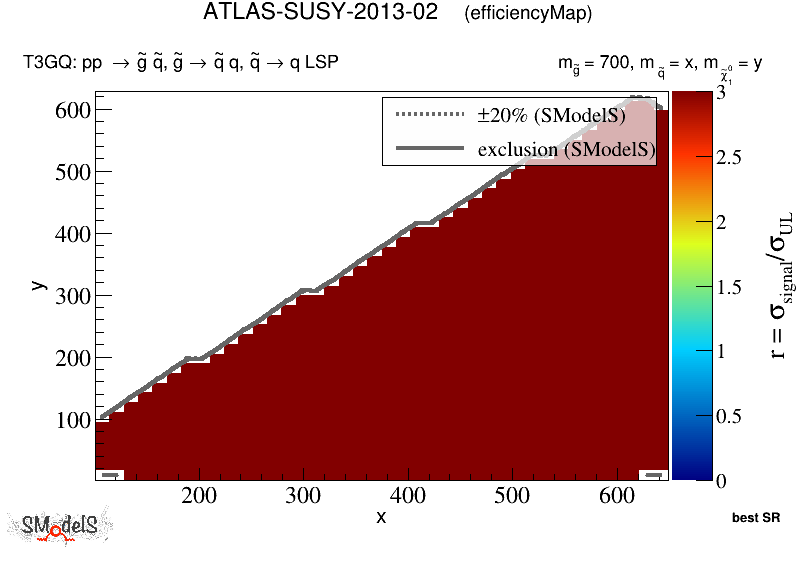 ATLAS-SUSY-2013-02 (efficiencyMap)
T3GQ: pp → g̃ q̃, g̃ → q̃ q, q̃ → q LSP
m_g̃ = 700, m_q̃ = x, m_χ̃₁⁰ = y
±20% (SModelS)
exclusion (SModelS)
600
500
400
300
200
100
y
200 300 400 500 600
x
3
2.5
2
1.5
1
0.5
0
r = σ_signal/σ_UL
SModelS
best SR